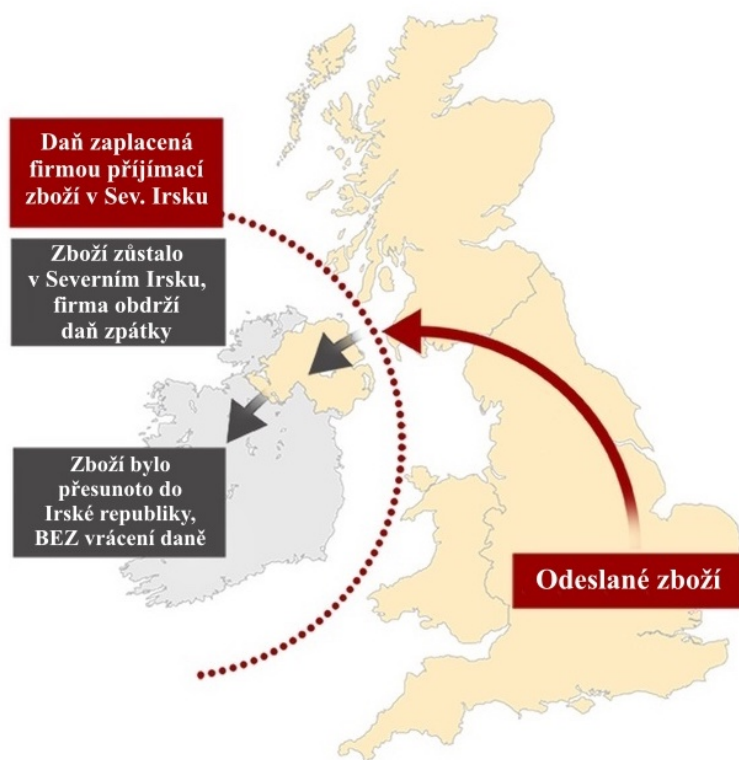 Daň zaplacená
firmou příjímací
zboží v Sev. Irsku
Zboží zůstalo
v Severním Irsku,
firma obdrží
daň zpátky
Zboží bylo
přesunoto do
Irské republiky,
BEZ vrácení daně
Odeslané zboží